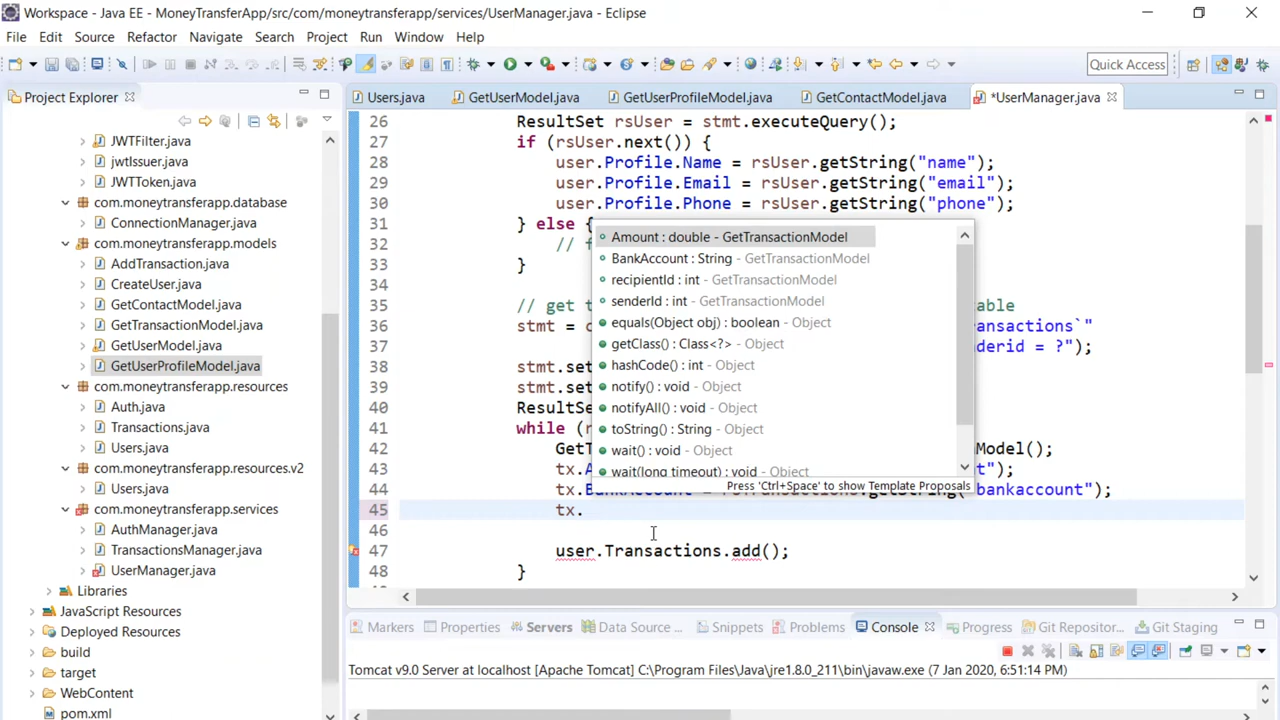 Workspace - Java EE - MoneyTransferApp/src/com/moneytransferapp/services/UserManager.java - Eclipse
File Edit Source Refactor Navigate Search Project Run Window Help
Quick Access
Project Explorer
Users.java GetUserModel.java GetUserProfileModel.java GetContactModel.java *UserManager.java
JWTFilter.java
jwtIssuer.java
JWTToken.java
com.moneytransferapp.database
ConnectionManager.java
com.moneytransferapp.models
AddTransaction.java
CreateUser.java
GetContactModel.java
GetTransactionModel.java
GetUserModel.java
GetUserProfileModel.java
com.moneytransferapp.resources
Auth.java
Transactions.java
Users.java
com.moneytransferapp.resources.v2
Users.java
com.moneytransferapp.services
AuthManager.java
TransactionsManager.java
UserManager.java
Libraries
JavaScript Resources
Deployed Resources
build
target
WebContent
pom.xml
26 ResultSet rsUser = stmt.executeQuery();
27 if (rsUser.next()) {
28 user.Profile.Name = rsUser.getString("name");
29 user.Profile.Email = rsUser.getString("email");
30 user.Profile.Phone = rsUser.getString("phone");
31 } else {
32 // f
33 }
34
35 // get t able
36 stmt = c ansactions`"
37 derid = ?");
38 stmt.set
39 stmt.set
40 ResultSe
41 while (r
42 GetT Model();
43 tx.A t");
44 tx.BankAccount = rsTransactions.getString("bankaccount");
45 tx.
46
47 user.Transactions.add();
48 }
Amount : double - GetTransactionModel
BankAccount : String - GetTransactionModel
recipientId : int - GetTransactionModel
senderId : int - GetTransactionModel
equals(Object obj) : boolean - Object
getClass() : Class<?> - Object
hashCode() : int - Object
notify() : void - Object
notifyAll() : void - Object
toString() : String - Object
wait() : void - Object
wait(long timeout) : void - Object
Press 'Ctrl+Space' to show Template Proposals
Markers Properties Servers Data Source ... Snippets Problems Console Progress Git Repositor... Git Staging
Tomcat v9.0 Server at localhost [Apache Tomcat] C:\Program Files\Java\jre1.8.0_211\bin\javaw.exe (7 Jan 2020, 6:51:14 PM)